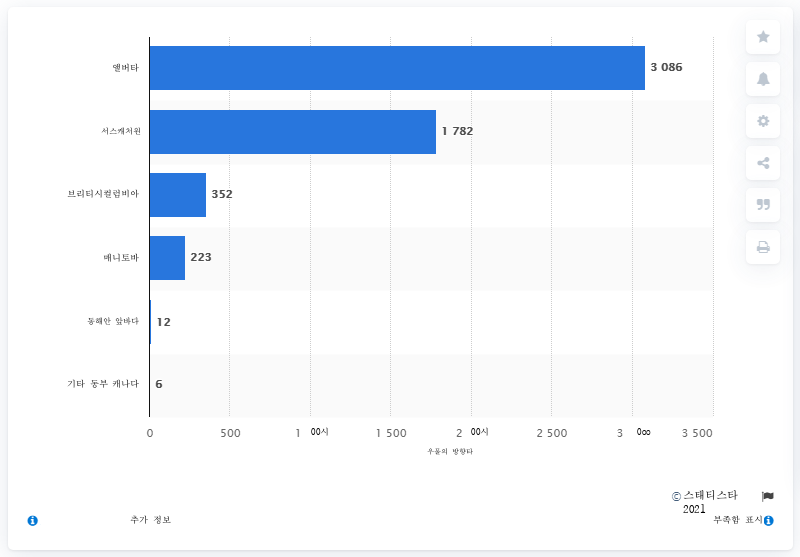 앨버타
3 086
서스캐처원
1 782
브리티시컬럼비아
352
매니토바
223
동해안 앞바다
12
기타 동부 캐나다
6
0 500 1 00시 1 500 2 00시 2 500 3 0∞ 3 500
우물의 방향타
© 스태티스타
2021
추가 정보
부족함 표시